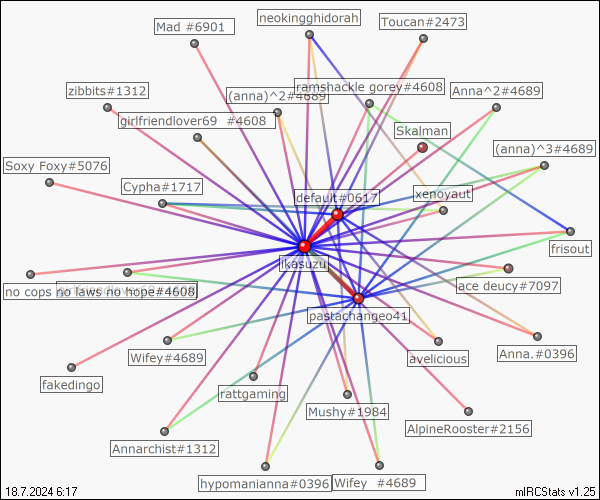 neokingghidorah
Mad #6901
Toucan#2473
zibbits#1312
(anna)^2#4689
ramshackle gorey#4608
Anna^2#4689
girlfriendlover69 #4608
Skalman
(anna)^3#4689
Soxy Foxy#5076
Cypha#1717
default#0617
xenoyaut
frisout
ikasuzu
no cops no laws no hope#4608
ace deucy#7097
pastachangeo41
Wifey#4689
avelicious
Anna.#0396
fakedingo
rattgaming
Mushy#1984
AlpineRooster#2156
Annarchist#1312
hypomanianna#0396
Wifey #4689
18.7.2024 6:17
mIRCStats v1.25